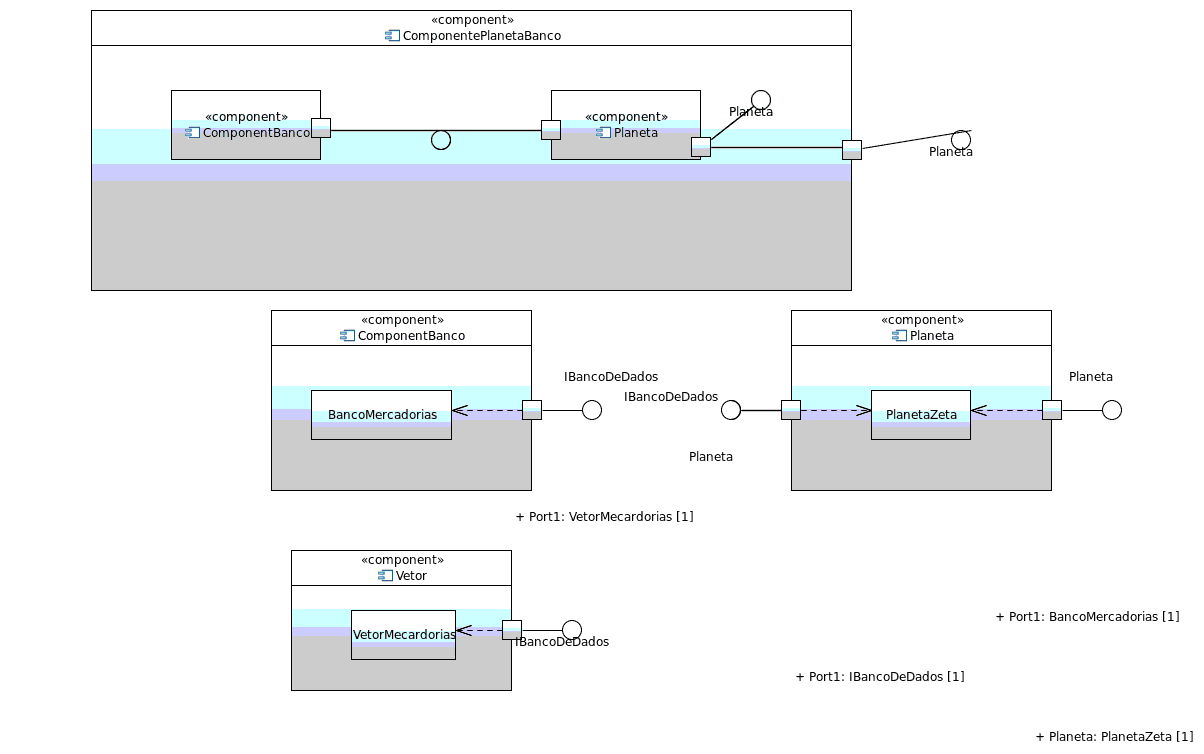 «component»
ComponentePlanetaBanco
«component»
ComponentBanco
«component»
Planeta
Planeta
Planeta
«component»
ComponentBanco
BancoMercadorias
IBancoDeDados
IBancoDeDados
Planeta
«component»
Planeta
PlanetaZeta
Planeta
+ Port1: VetorMecardorias [1]
«component»
Vetor
VetorMecardorias
IBancoDeDados
+ Port1: BancoMercadorias [1]
+ Port1: IBancoDeDados [1]
+ Planeta: PlanetaZeta [1]